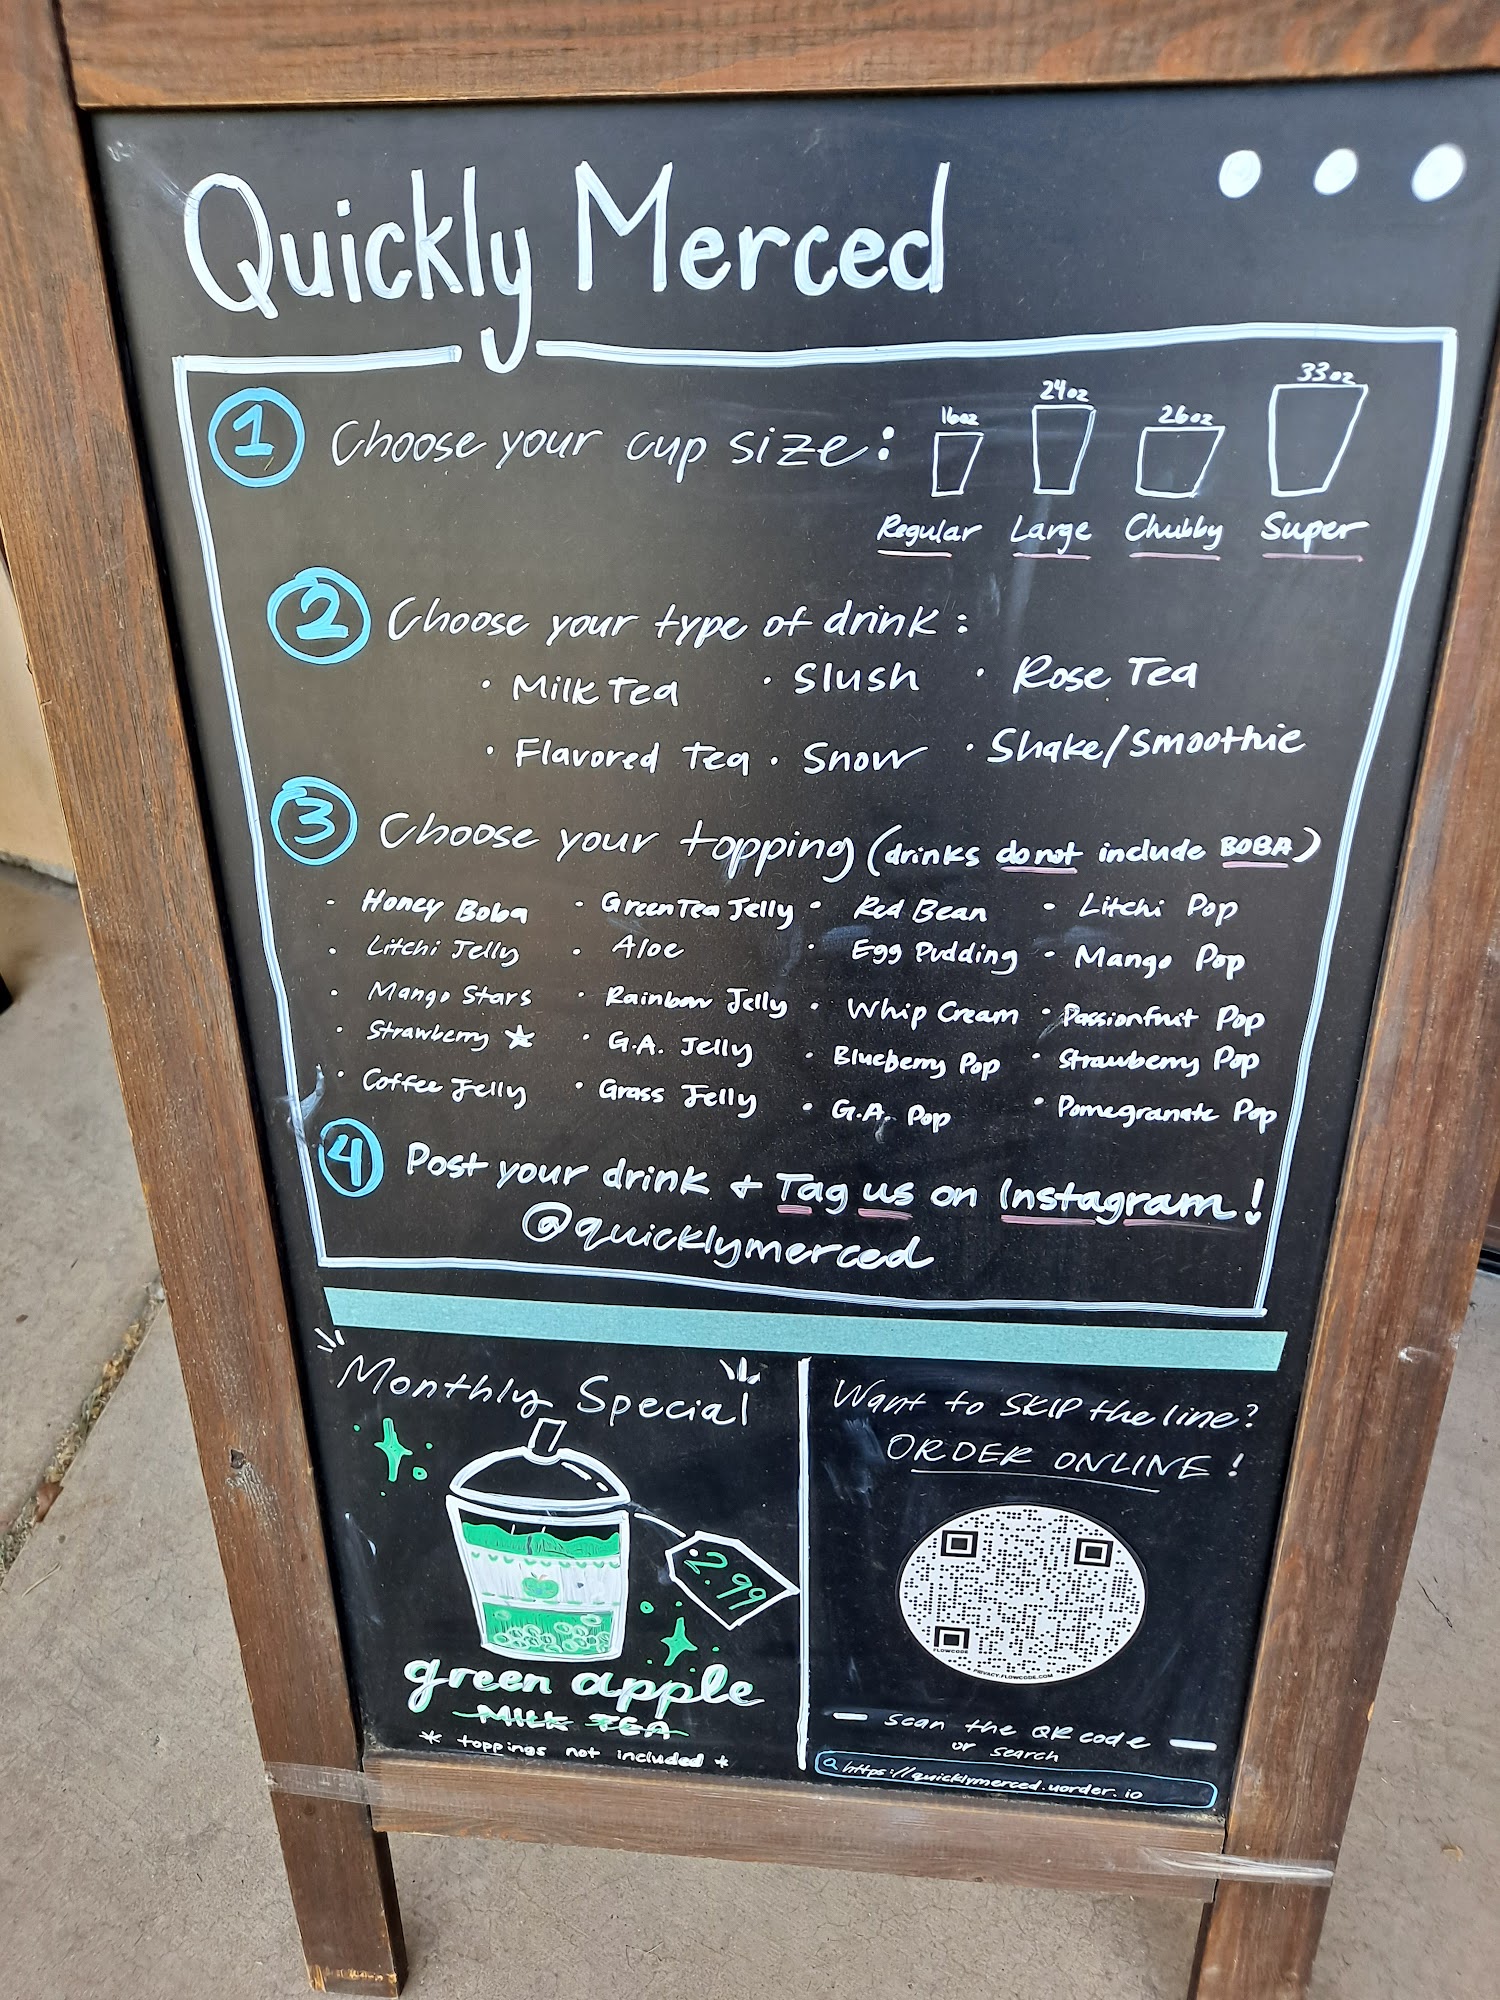 Quickly Merced
1 Choose your cup size:
16oz 24oz 26oz 33oz
Regular Large Chubby Super
2 Choose your type of drink:
· Milk Tea · Slush · Rose Tea
· Flavored Tea · Snow · Shake/Smoothie
3 Choose your topping (drinks do not include BOBA)
· Honey Boba · Green Tea Jelly · Red Bean · Litchi Pop
· Litchi Jelly · Aloe · Egg Pudding · Mango Pop
· Mango Stars · Rainbow Jelly · Whip Cream · Passionfruit Pop
· Strawberry ★ · G.A. Jelly · Blueberry Pop · Strawberry Pop
· Coffee Jelly · Grass Jelly · G.A. Pop · Pomegranate Pop
4 Post your drink + Tag us on Instagram!
@quicklymerced
Monthly Special
2.99
green apple
MILK TEA
* toppings not included *
Want to SKIP the line?
ORDER ONLINE!
FLOWCODE
PRIVACY.FLOWCODE.COM
scan the QR code
or search
https://quicklymerced.uorder.io